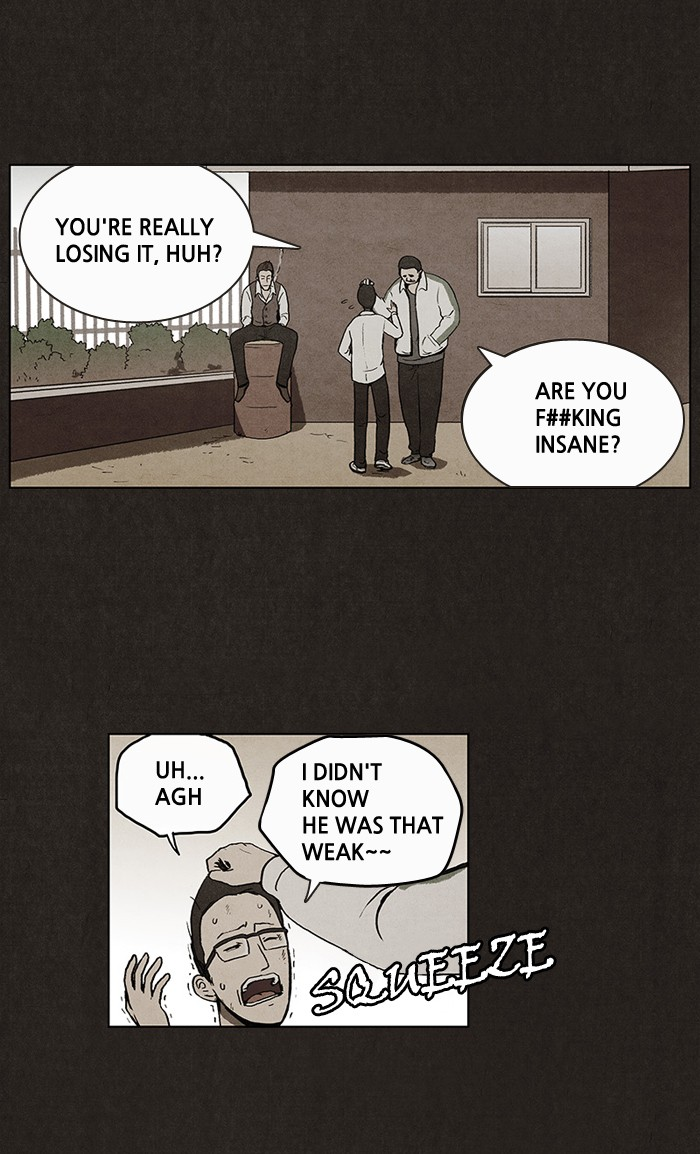 YOU'RE REALLY
LOSING IT, HUH?
ARE YOU
F##KING
INSANE?
UH...
AGH
I DIDN'T
KNOW
HE WAS THAT
WEAK~~
SQUEEZE